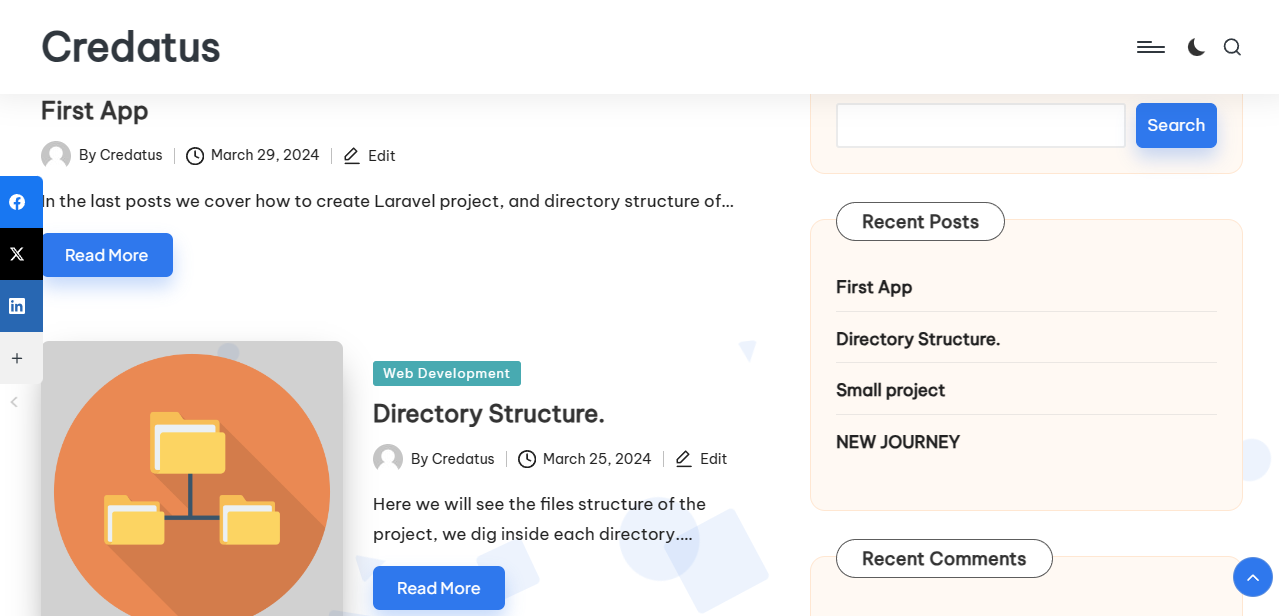 Credatus
First App
By Credatus
March 29, 2024
Edit
In the last posts we cover how to create Laravel project, and directory structure of…
Read More
Web Development
Directory Structure.
By Credatus
March 25, 2024
Edit
Here we will see the files structure of the
project, we dig inside each directory.…
Read More
Search
Recent Posts
First App
Directory Structure.
Small project
NEW JOURNEY
Recent Comments